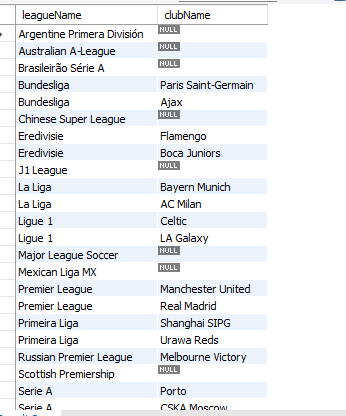 leagueName clubName
Argentine Primera División NULL
Australian A-League NULL
Brasileirão Série A NULL
Bundesliga Paris Saint-Germain
Bundesliga Ajax
Chinese Super League NULL
Eredivisie Flamengo
Eredivisie Boca Juniors
J1 League NULL
La Liga Bayern Munich
La Liga AC Milan
Ligue 1 Celtic
Ligue 1 LA Galaxy
Major League Soccer NULL
Mexican Liga MX NULL
Premier League Manchester United
Premier League Real Madrid
Primeira Liga Shanghai SIPG
Primeira Liga Urawa Reds
Russian Premier League Melbourne Victory
Scottish Premiership NULL
Serie A Porto
Serie A CSKA Moscow